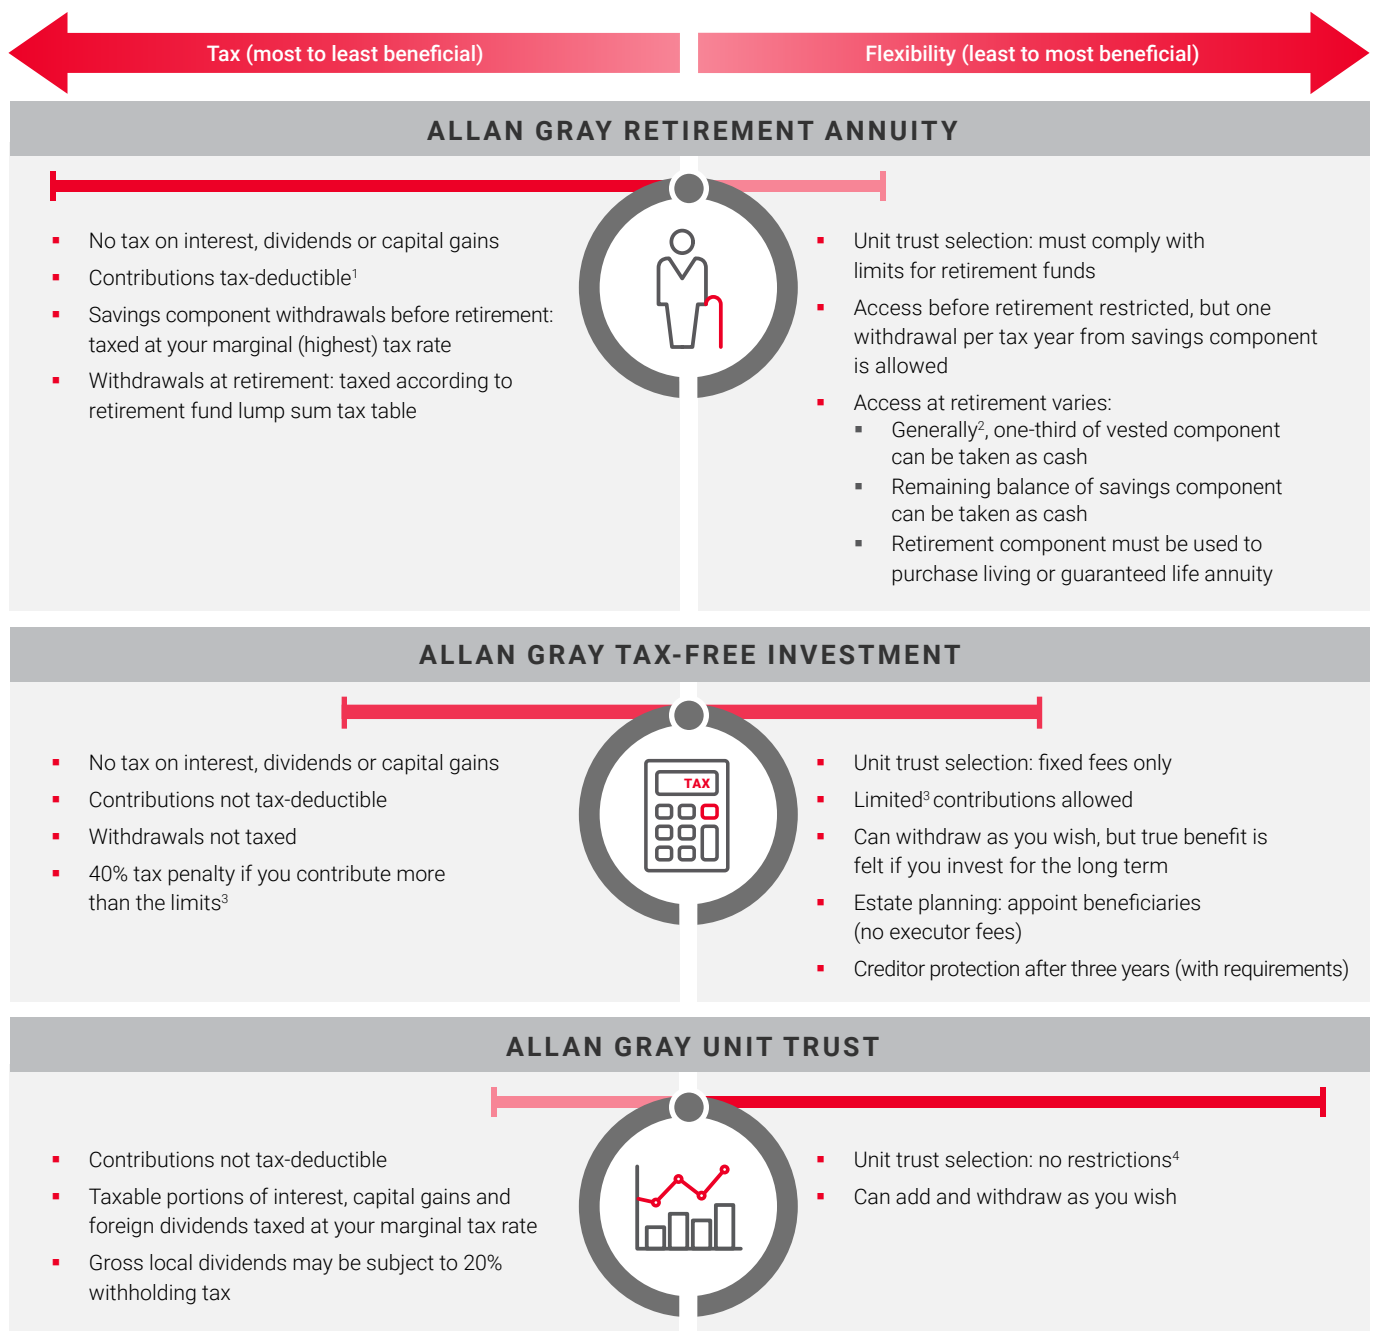 Tax (most to least beneficial)
Flexibility (least to most beneficial)
ALLAN GRAY RETIREMENT ANNUITY
▪ No tax on interest, dividends or capital gains
▪ Contributions tax-deductible¹
▪ Savings component withdrawals before retirement:
taxed at your marginal (highest) tax rate
▪ Withdrawals at retirement: taxed according to
retirement fund lump sum tax table
▪ Unit trust selection: must comply with
limits for retirement funds
▪ Access before retirement restricted, but one
withdrawal per tax year from savings component
is allowed
▪ Access at retirement varies:
▪ Generally², one-third of vested component
can be taken as cash
▪ Remaining balance of savings component
can be taken as cash
▪ Retirement component must be used to
purchase living or guaranteed life annuity
ALLAN GRAY TAX-FREE INVESTMENT
▪ No tax on interest, dividends or capital gains
▪ Contributions not tax-deductible
▪ Withdrawals not taxed
▪ 40% tax penalty if you contribute more
than the limits³
TAX
▪ Unit trust selection: fixed fees only
▪ Limited³ contributions allowed
▪ Can withdraw as you wish, but true benefit is
felt if you invest for the long term
▪ Estate planning: appoint beneficiaries
(no executor fees)
▪ Creditor protection after three years (with requirements)
ALLAN GRAY UNIT TRUST
▪ Contributions not tax-deductible
▪ Taxable portions of interest, capital gains and
foreign dividends taxed at your marginal tax rate
▪ Gross local dividends may be subject to 20%
withholding tax
▪ Unit trust selection: no restrictions⁴
▪ Can add and withdraw as you wish